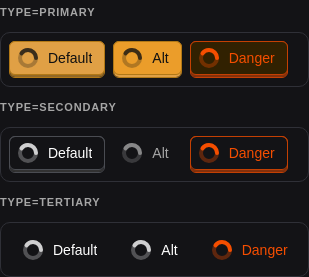 TYPE=PRIMARY
Default Alt Danger
TYPE=SECONDARY
Default Alt Danger
TYPE=TERTIARY
Default Alt Danger